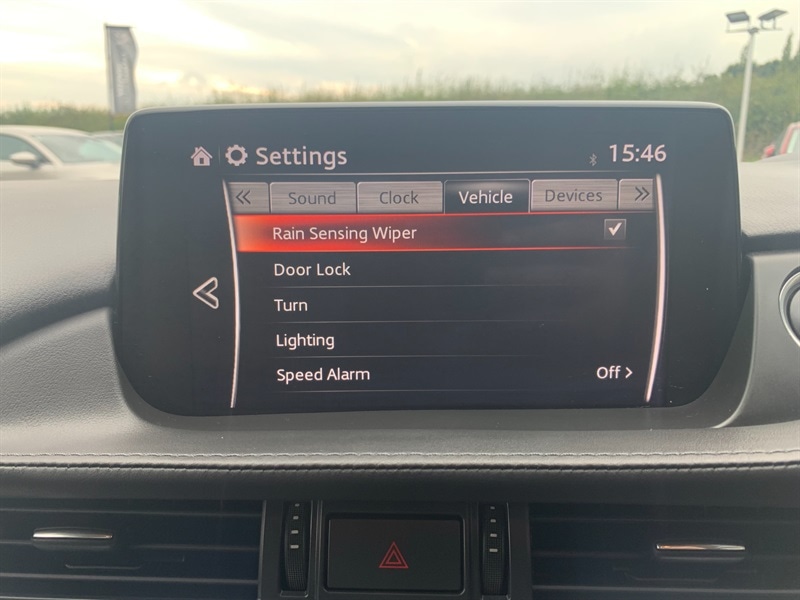 Settings 15:46
« Sound Clock Vehicle Devices »
Rain Sensing Wiper
Door Lock
Turn
Lighting
Speed Alarm Off >